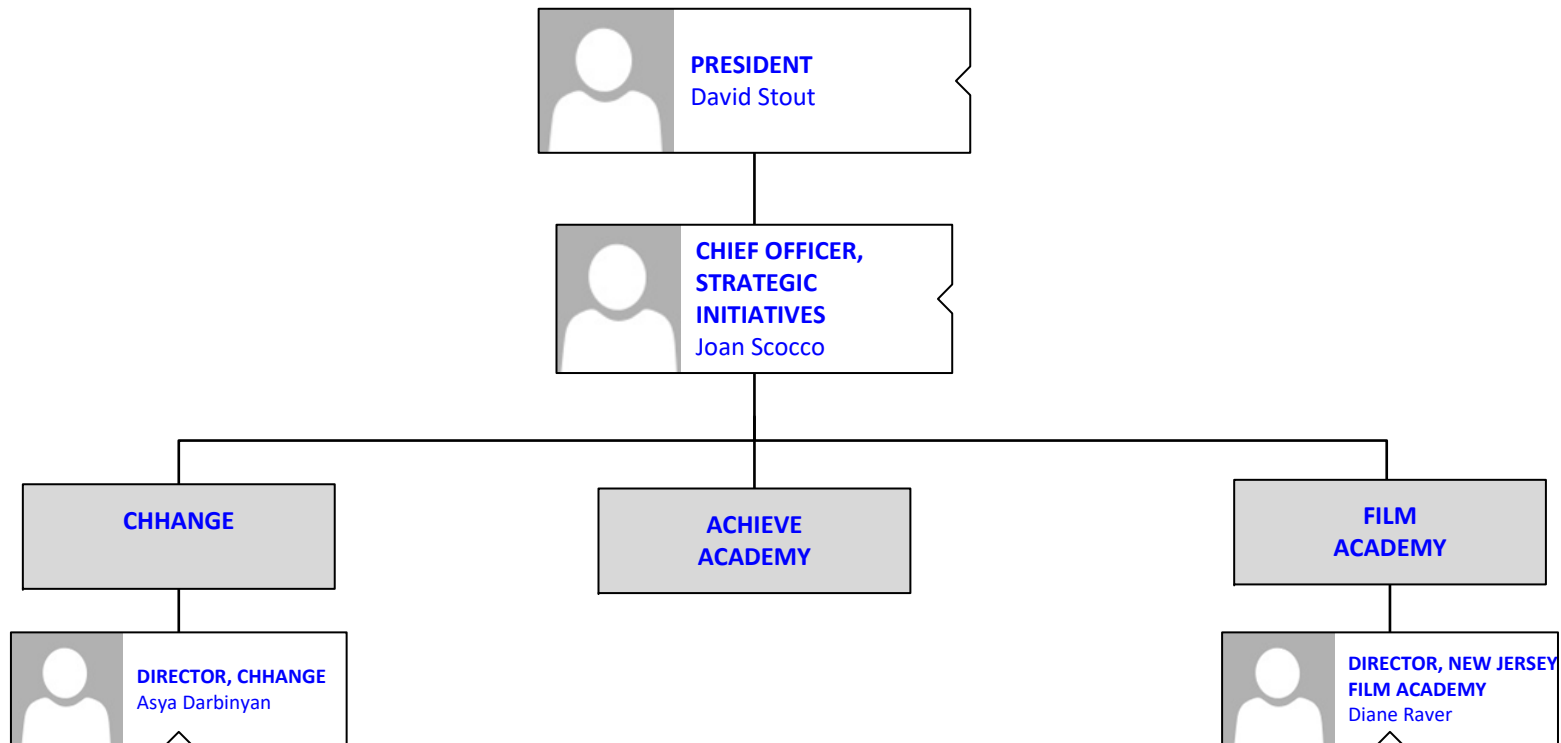 PRESIDENT
David Stout
CHIEF OFFICER,
STRATEGIC
INITIATIVES
Joan Scocco
CHHANGE
ACHIEVE
ACADEMY
FILM
ACADEMY
DIRECTOR, CHHANGE
Asya Darbinyan
DIRECTOR, NEW JERSEY
FILM ACADEMY
Diane Raver